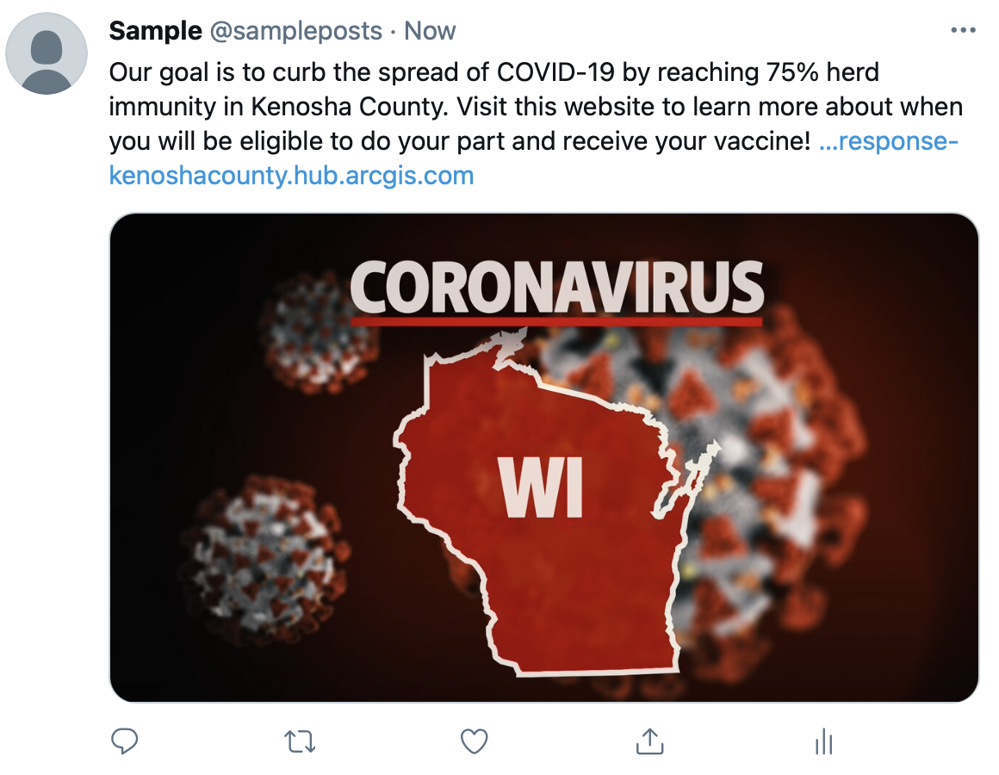 Sample @sampleposts · Now
Our goal is to curb the spread of COVID-19 by reaching 75% herd
immunity in Kenosha County. Visit this website to learn more about when
you will be eligible to do your part and receive your vaccine! ...response-
kenoshacounty.hub.arcgis.com
CORONAVIRUS
WI